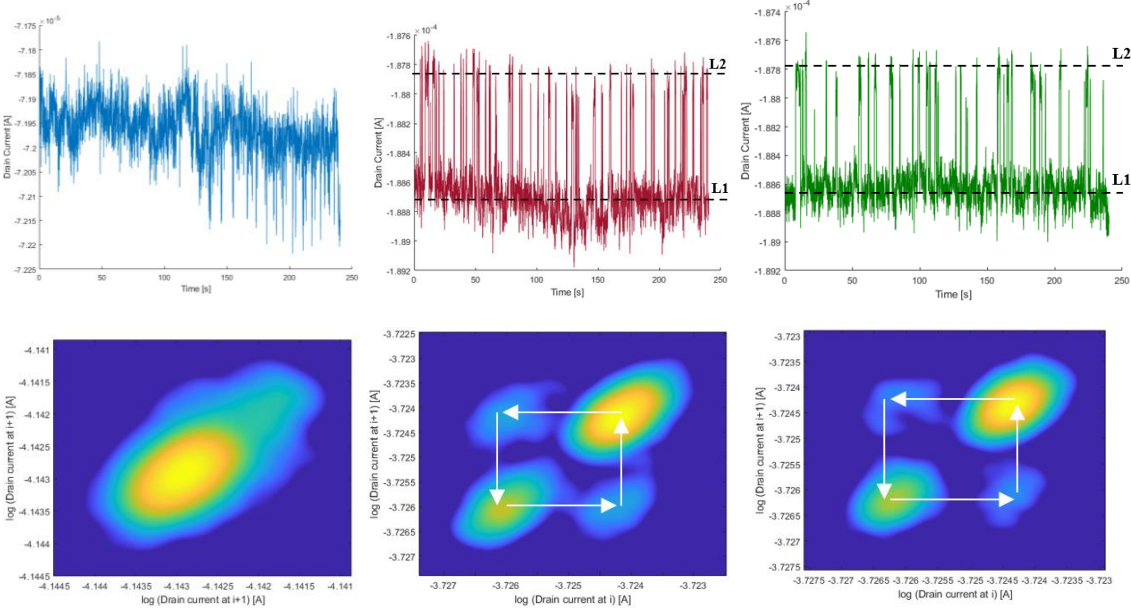 ×10⁻⁵
-7.175
-7.18
-7.185
-7.19
-7.195
-7.2
-7.205
-7.21
-7.215
-7.22
-7.225
Drain Current [A]
0 50 100 150 200 250
Time [s]
×10⁻⁴
-1.876
-1.878
-1.88
-1.882
-1.884
-1.886
-1.888
-1.89
-1.892
Drain Current [A]
L2
L1
0 50 100 150 200 250
Time [s]
×10⁻⁴
-1.874
-1.876
-1.878
-1.88
-1.882
-1.884
-1.886
-1.888
-1.89
-1.892
Drain Current [A]
L2
L1
0 50 100 150 200 250
Time [s]
-4.141
-4.1415
-4.142
-4.1425
-4.143
-4.1435
-4.144
-4.1445
log (Drain current at i+1) [A]
-4.1445 -4.144 -4.1435 -4.143 -4.1425 -4.142 -4.1415 -4.141
log (Drain current at i+1) [A]
-3.7225
-3.723
-3.7235
-3.724
-3.7245
-3.725
-3.7255
-3.726
-3.7265
-3.727
log (Drain current at i+1) [A]
-3.727 -3.726 -3.725 -3.724 -3.723
log (Drain current at i) [A]
-3.723
-3.7235
-3.724
-3.7245
-3.725
-3.7255
-3.726
-3.7265
-3.727
-3.7275
log (Drain current at i+1) [A]
-3.7275 -3.727 -3.7265 -3.726 -3.7255 -3.725 -3.7245 -3.724 -3.7235 -3.723
log (Drain current at i) [A]